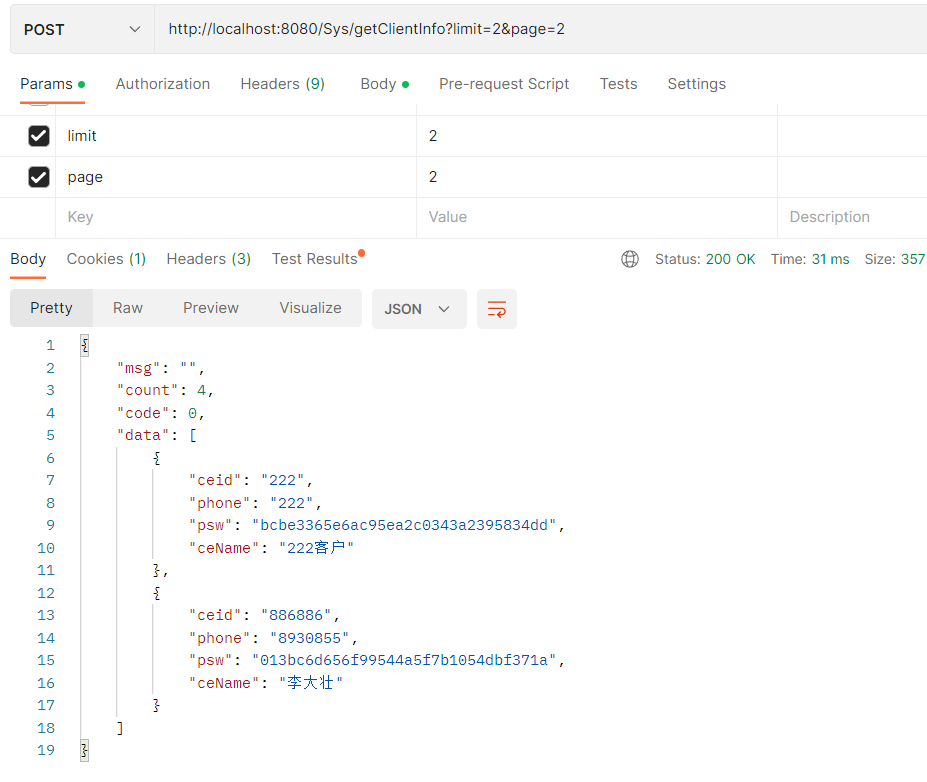 POST http://localhost:8080/Sys/getClientInfo?limit=2&page=2
Params Authorization Headers (9) Body Pre-request Script Tests Settings
limit 2
page 2
Key Value Description
Body Cookies (1) Headers (3) Test Results Status: 200 OK Time: 31 ms Size: 357
Pretty Raw Preview Visualize JSON
1 {
2 "msg": "",
3 "count": 4,
4 "code": 0,
5 "data": [
6 {
7 "ceid": "222",
8 "phone": "222",
9 "psw": "bcbe3365e6ac95ea2c0343a2395834dd",
10 "ceName": "222客户"
11 },
12 {
13 "ceid": "886886",
14 "phone": "8930855",
15 "psw": "013bc6d656f99544a5f7b1054dbf371a",
16 "ceName": "李大壮"
17 }
18 ]
19 }